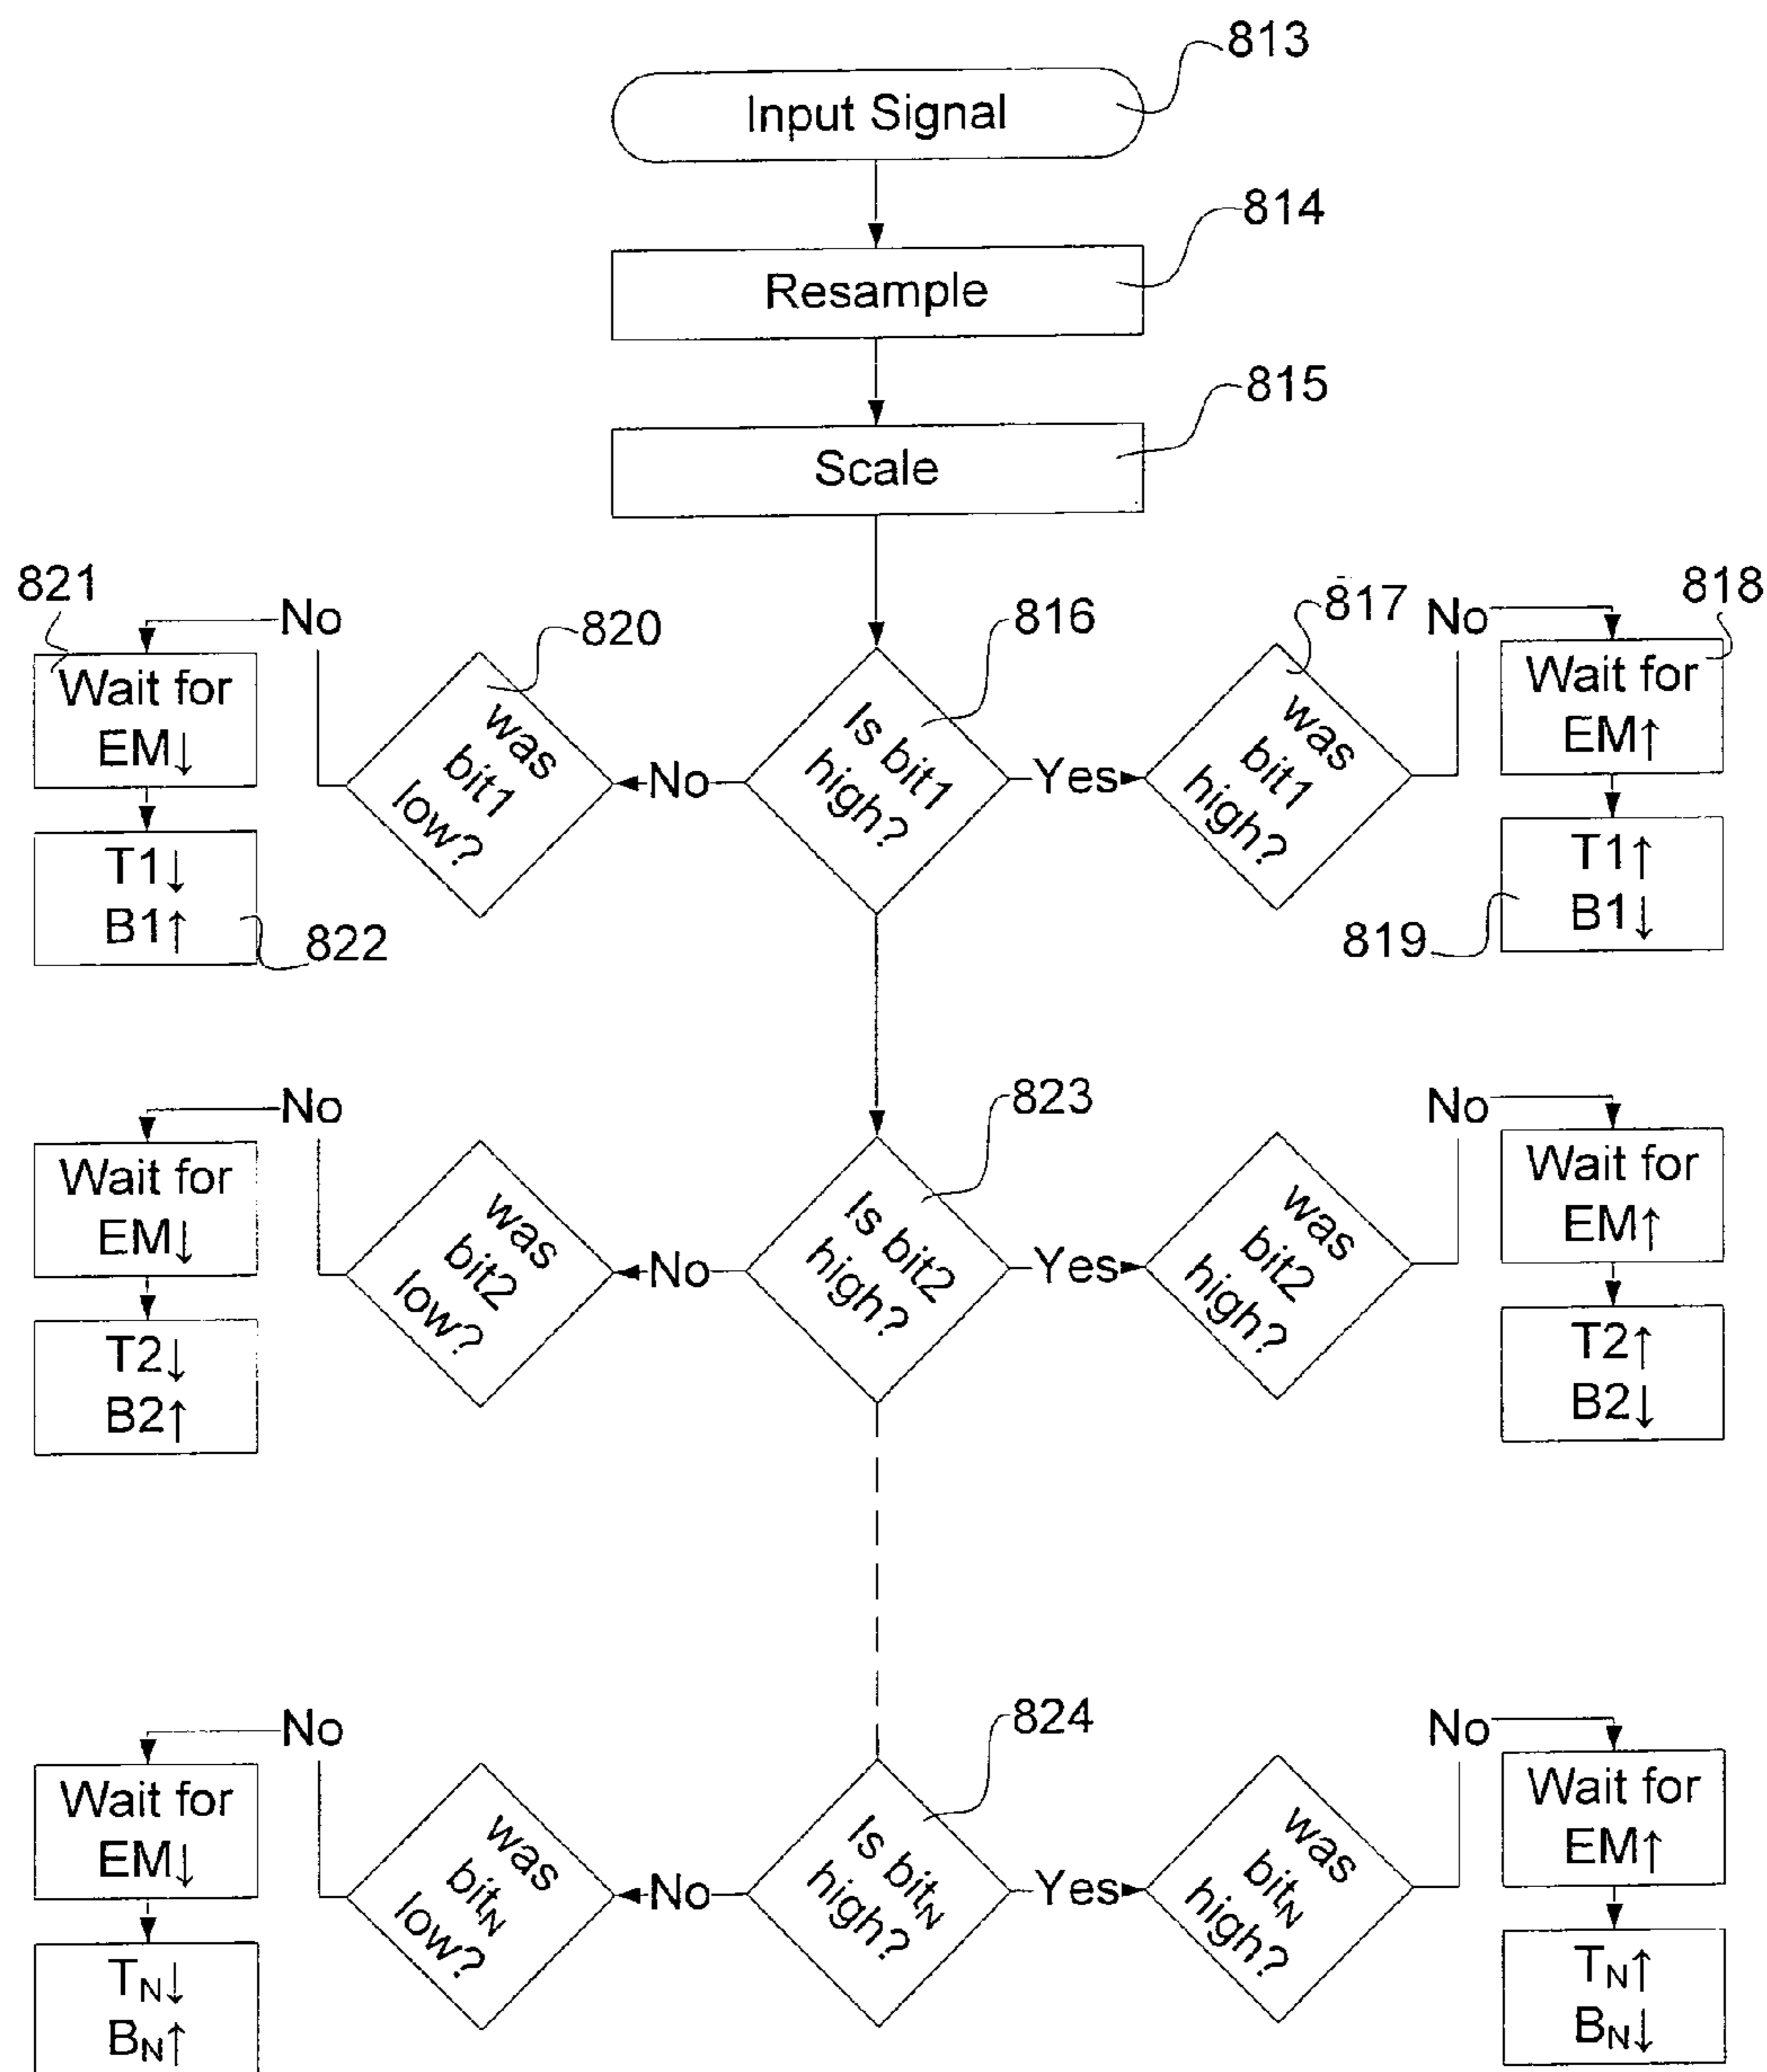 813
Input Signal
814
Resample
815
Scale
821
No
820
816
817
No
818
Wait for
EM↓
was
bit1
low?
No
Is bit1
high?
Yes
was
bit1
high?
Wait for
EM↑
T1↓
B1↑
822
T1↑
B1↓
819
No
823
No
Wait for
EM↓
was
bit2
low?
No
Is bit2
high?
Yes
was
bit2
high?
Wait for
EM↑
T2↓
B2↑
T2↑
B2↓
No
824
No
Wait for
EM↓
was
bitN
low?
No
Is bitN
high?
Yes
was
bitN
high?
Wait for
EM↑
TN↓
BN↑
TN↑
BN↓